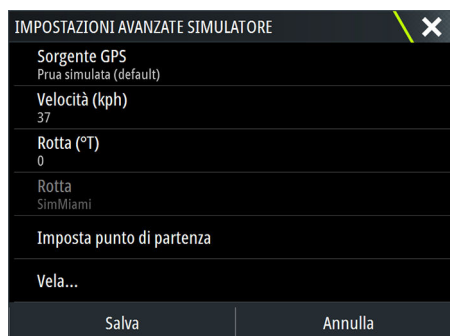 IMPOSTAZIONI AVANZATE SIMULATORE
Sorgente GPS
Prua simulata (default)
Velocità (kph)
37
Rotta (°T)
0
Rotta
SimMiami
Imposta punto di partenza
Vela...
Salva
Annulla